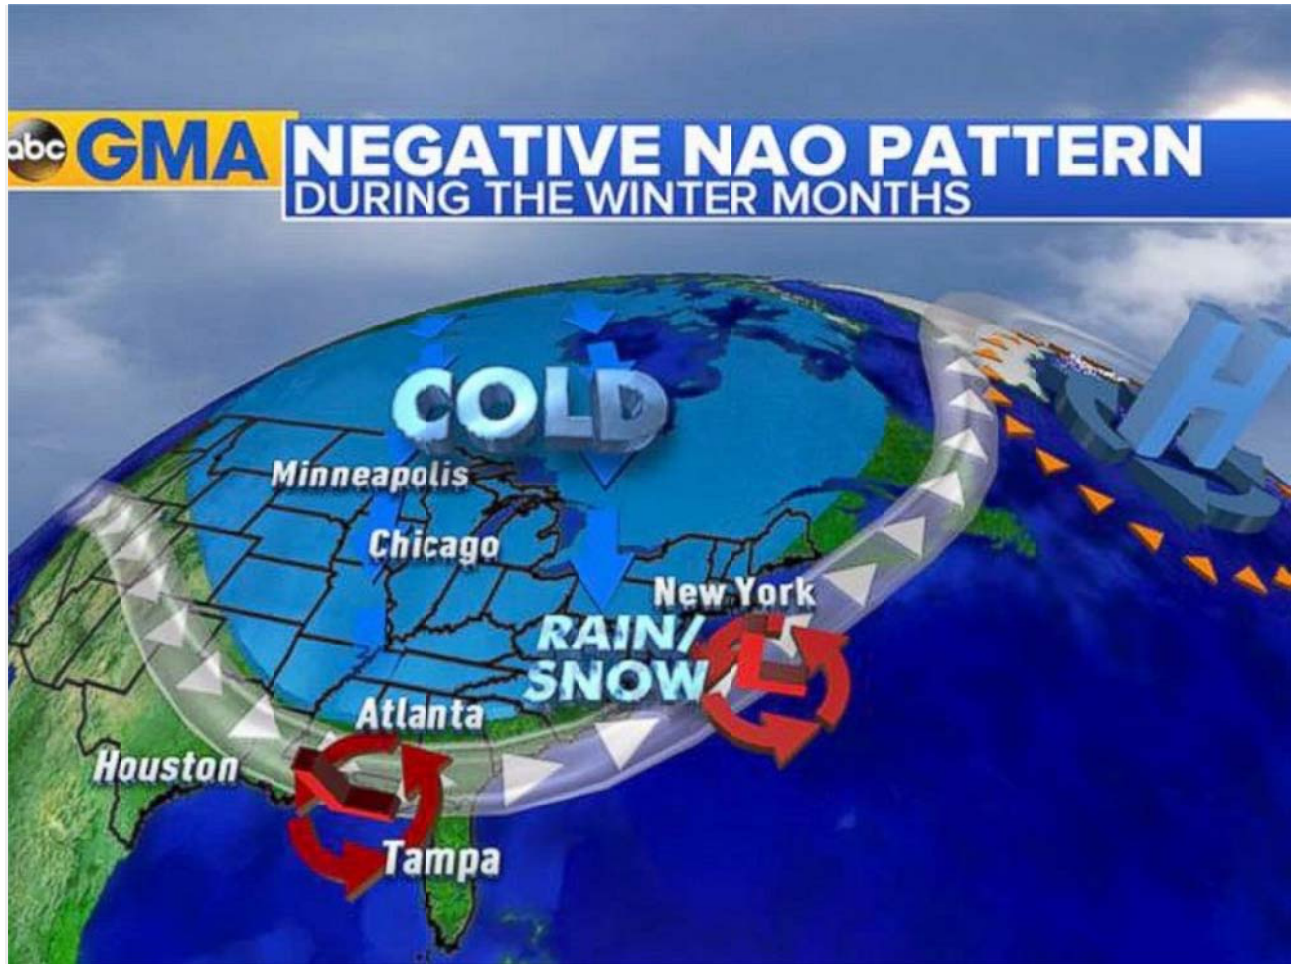 abc GMA
NEGATIVE NAO PATTERN
DURING THE WINTER MONTHS
H
COLD
Minneapolis
Chicago
New York
RAIN/
SNOW
L
Atlanta
Houston
L
Tampa